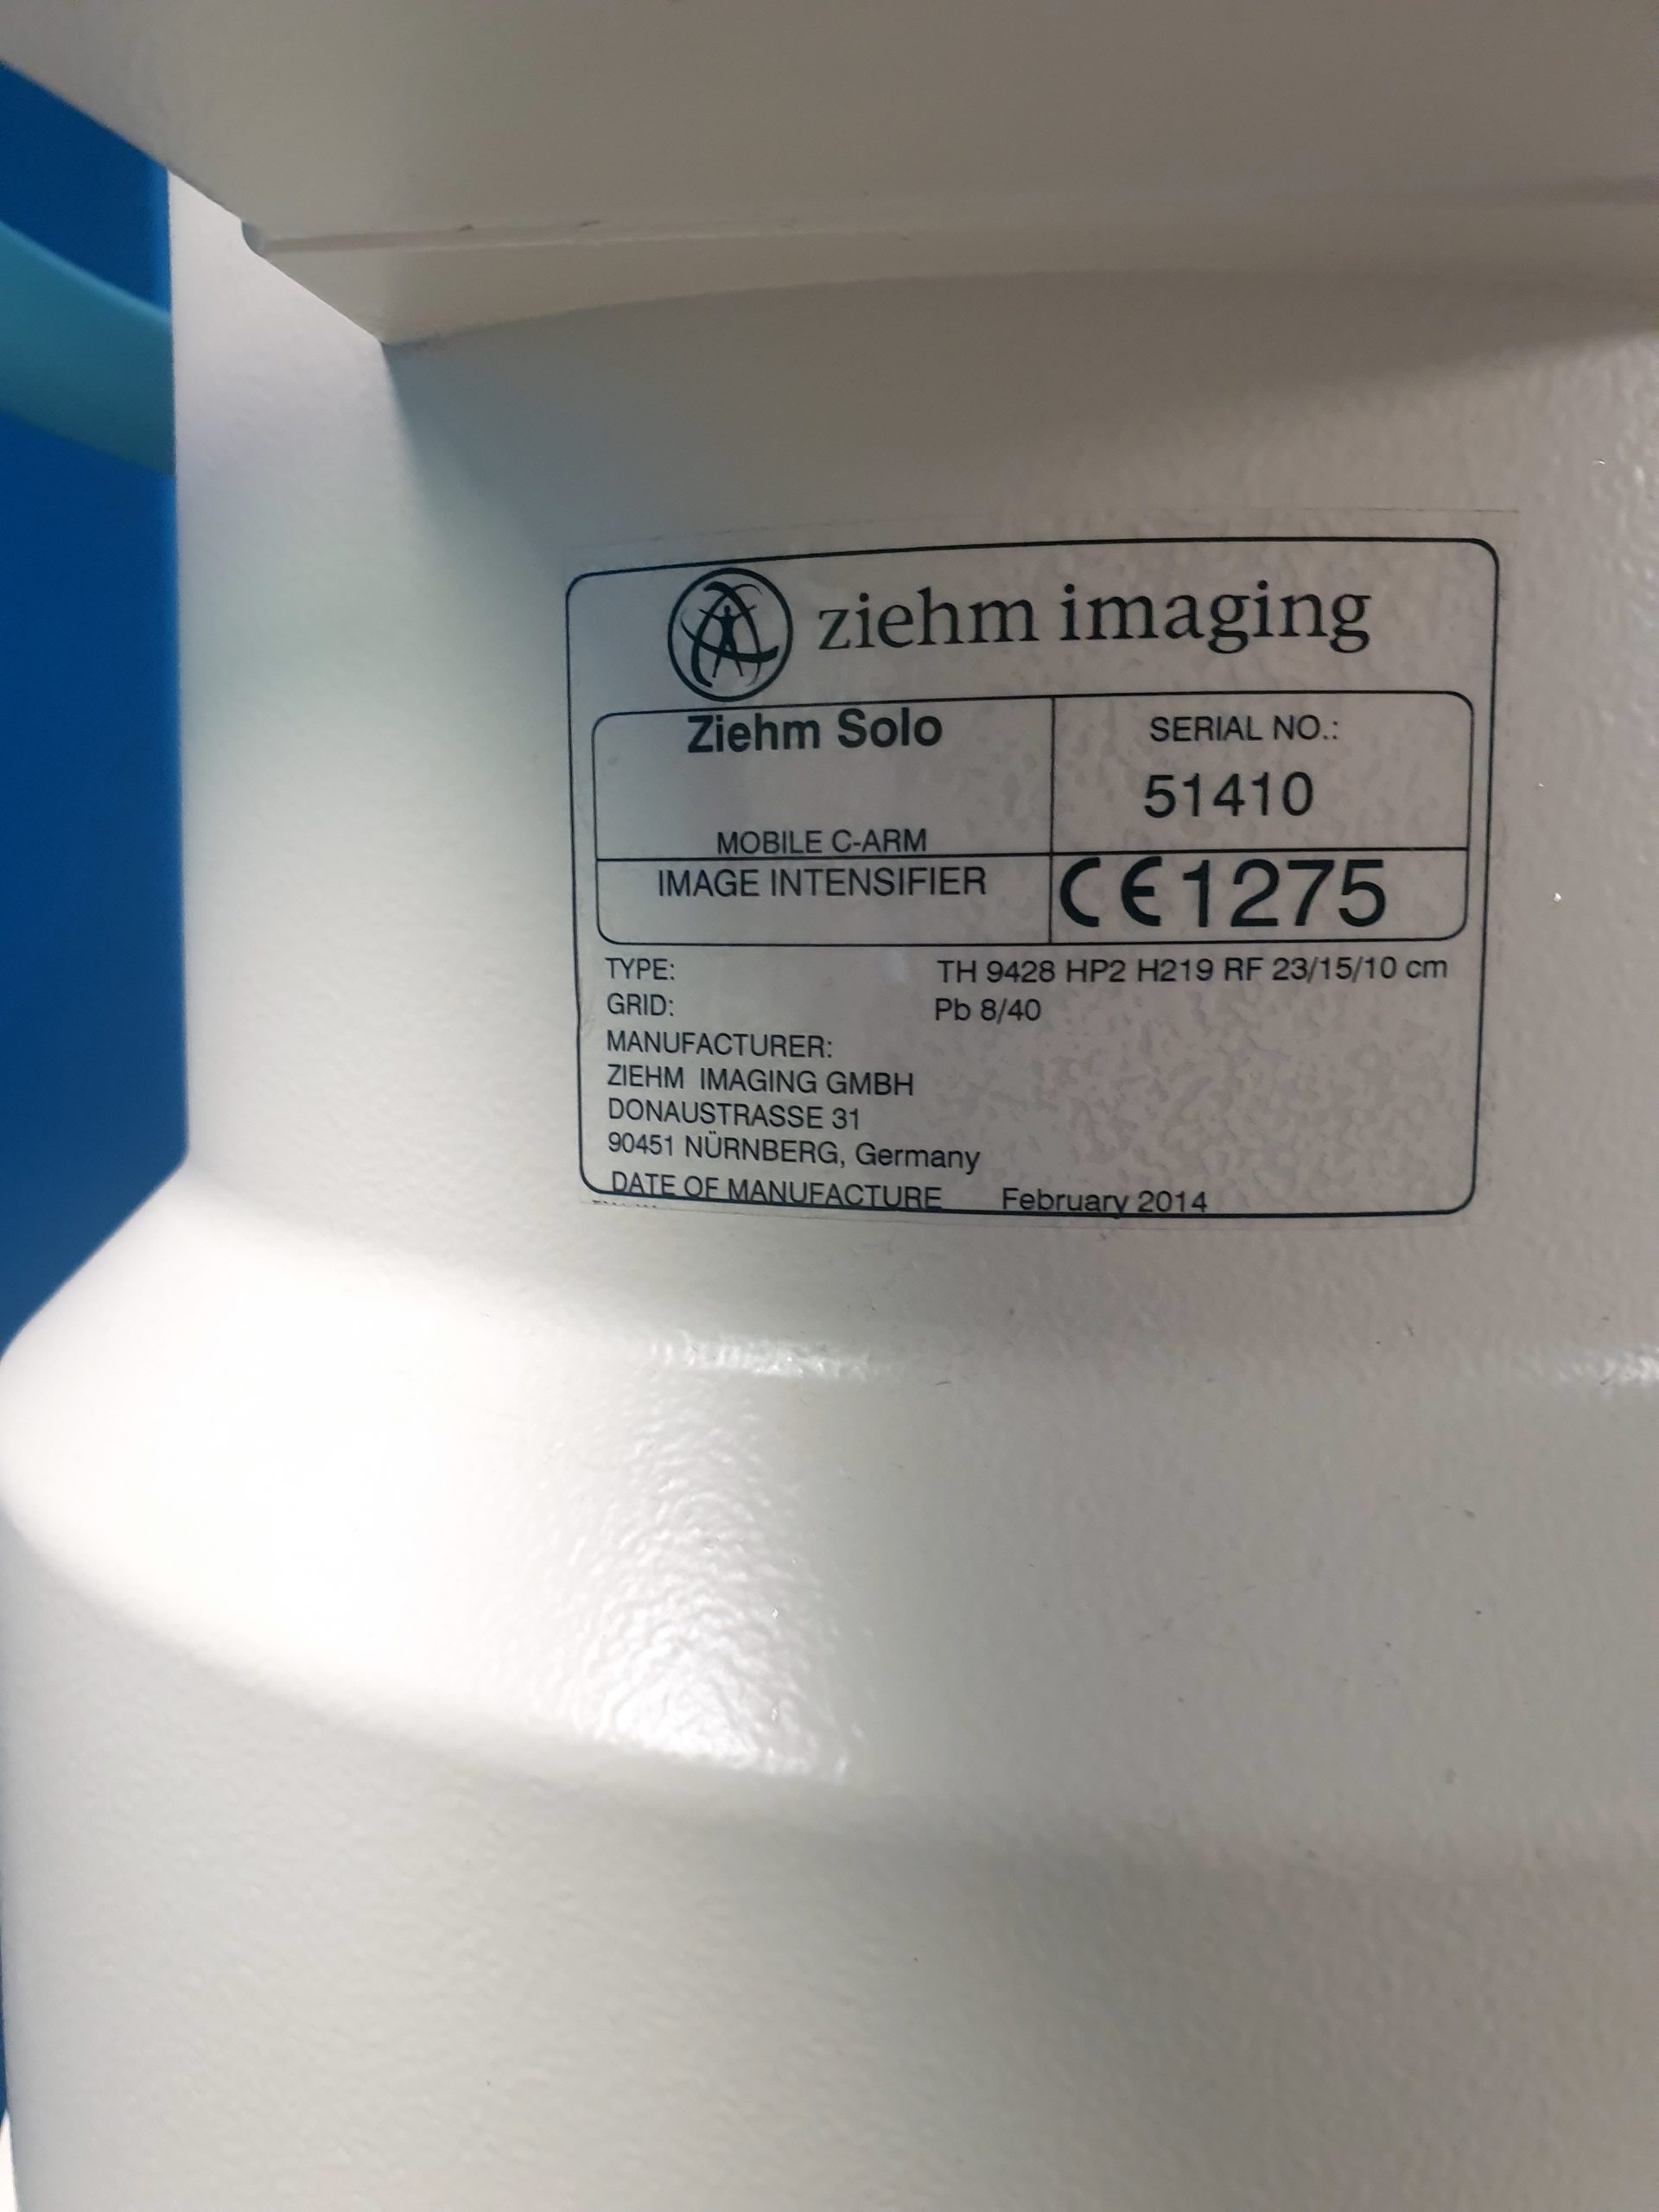 ziehm imaging
Ziehm Solo
MOBILE C-ARM
SERIAL NO.:
51410
IMAGE INTENSIFIER
CE1275
TYPE: TH 9428 HP2 H219 RF 23/15/10 cm
GRID: Pb 8/40
MANUFACTURER:
ZIEHM IMAGING GMBH
DONAUSTRASSE 31
90451 NÜRNBERG, Germany
DATE OF MANUFACTURE February 2014